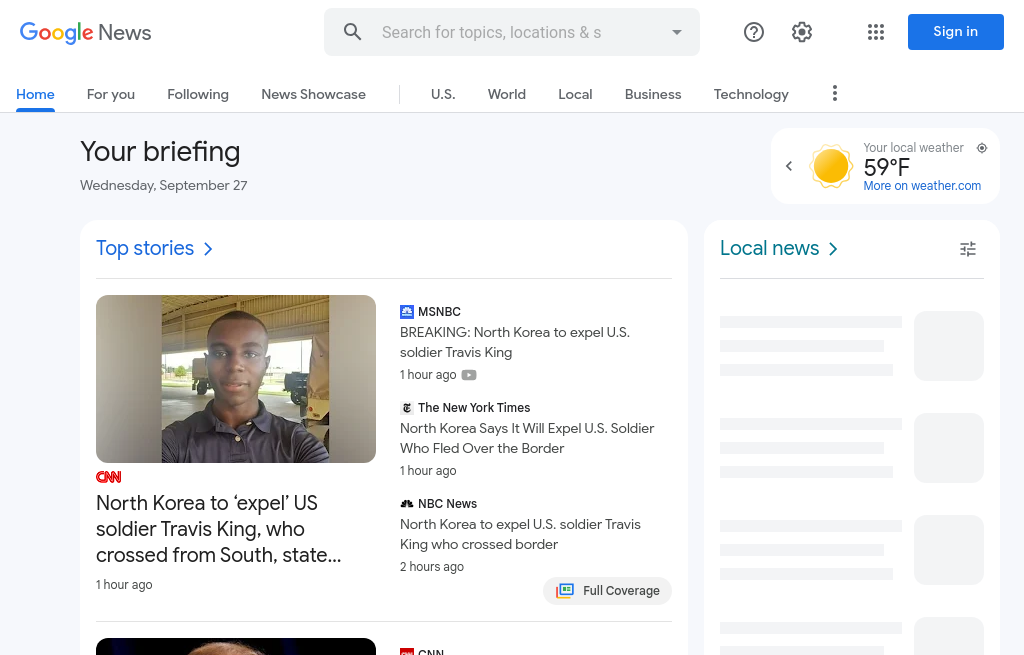 Google News
Search for topics, locations & s
Sign in
Home
For you
Following
News Showcase
U.S.
World
Local
Business
Technology
Your briefing
Wednesday, September 27
Your local weather
59°F
More on weather.com
Top stories
Local news
CNN
North Korea to ‘expel’ US
soldier Travis King, who
crossed from South, state...
1 hour ago
MSNBC
BREAKING: North Korea to expel U.S.
soldier Travis King
1 hour ago
The New York Times
North Korea Says It Will Expel U.S. Soldier
Who Fled Over the Border
1 hour ago
NBC News
North Korea to expel U.S. soldier Travis
King who crossed border
2 hours ago
Full Coverage
CNN